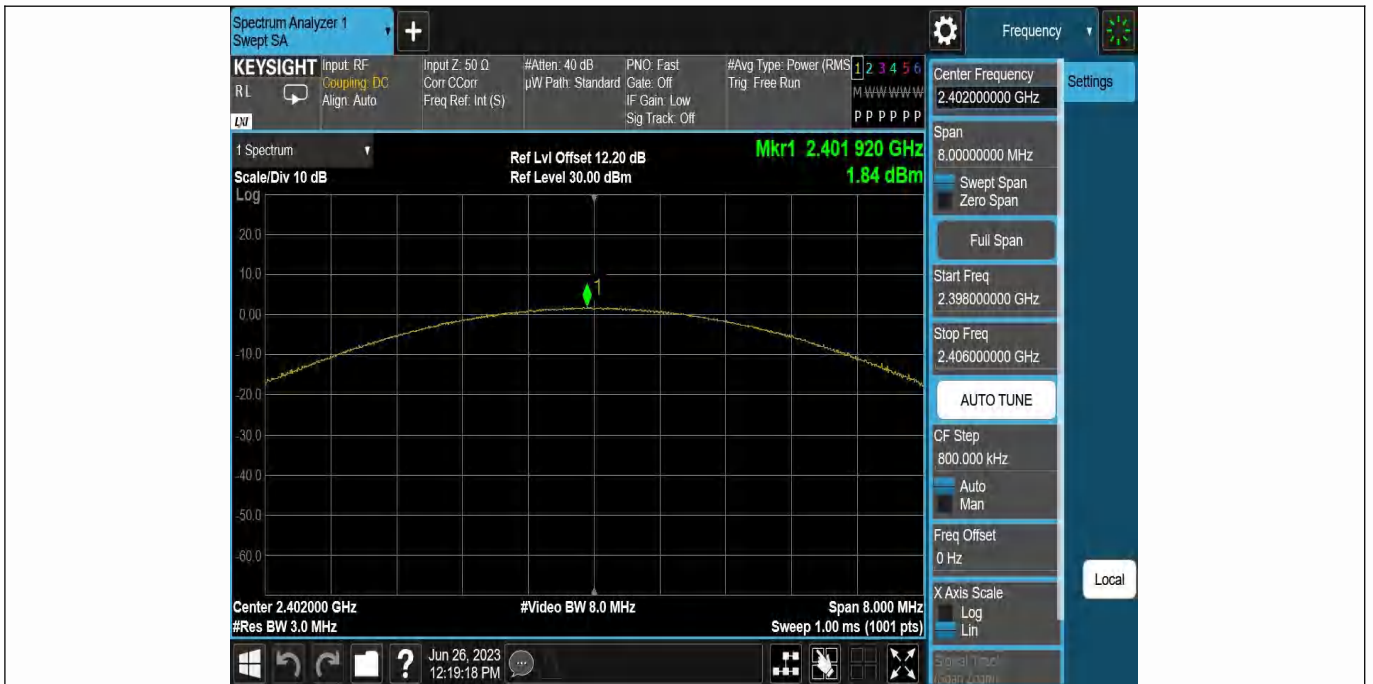 Spectrum Analyzer 1
Swept SA
+
Frequency
KEYSIGHT
RL
LXI
Input: RF
Coupling: DC
Align: Auto
Input Z: 50 Ω
Corr CCorr
Freq Ref: Int (S)
#Atten: 40 dB
µW Path: Standard
PNO: Fast
Gate: Off
IF Gain: Low
Sig Track: Off
#Avg Type: Power (RMS
Trig: Free Run
1 2 3 4 5 6
M W W W W W
P P P P P P
1 Spectrum
Scale/Div 10 dB
Log
Ref Lvl Offset 12.20 dB
Ref Level 30.00 dBm
Mkr1 2.401 920 GHz
1.84 dBm
20.0
10.0
0.00
-10.0
-20.0
-30.0
-40.0
-50.0
-60.0
1
Center 2.402000 GHz
#Res BW 3.0 MHz
#Video BW 8.0 MHz
Span 8.000 MHz
Sweep 1.00 ms (1001 pts)
Center Frequency
2.402000000 GHz
Settings
Span
8.00000000 MHz
Swept Span
Zero Span
Full Span
Start Freq
2.398000000 GHz
Stop Freq
2.406000000 GHz
AUTO TUNE
CF Step
800.000 kHz
Auto
Man
Freq Offset
0 Hz
X Axis Scale
Log
Lin
Signal Track
(Span Zoom)
Local
?
Jun 26, 2023
12:19:18 PM